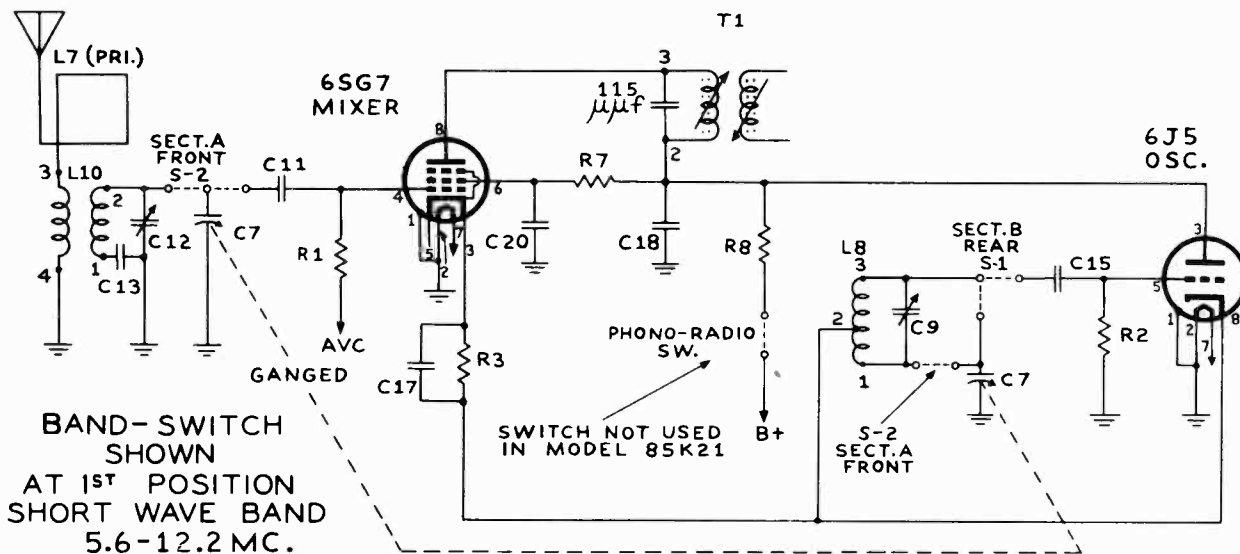 T1
L7 (PRI.)
3
6SG7
MIXER
115
μμf
8
2
6J5
OSC.
SECT.A
FRONT
S-2
C11
R7
3 L10
2
4
6
3
1
5
7
2
3
C12
C7
R1
C20
C18
R8
L8
3
SECT.B
REAR
S-1
C15
5
1
2
7
8
4
1
C13
2
C9
R2
AVC
R3
PHONO-RADIO
SW.
1
C7
GANGED
C17
SWITCH NOT USED
IN MODEL 85K21
B+
S-2
SECT.A
FRONT
BAND-SWITCH
SHOWN
AT 1ST POSITION
SHORT WAVE BAND
5.6-12.2 MC.